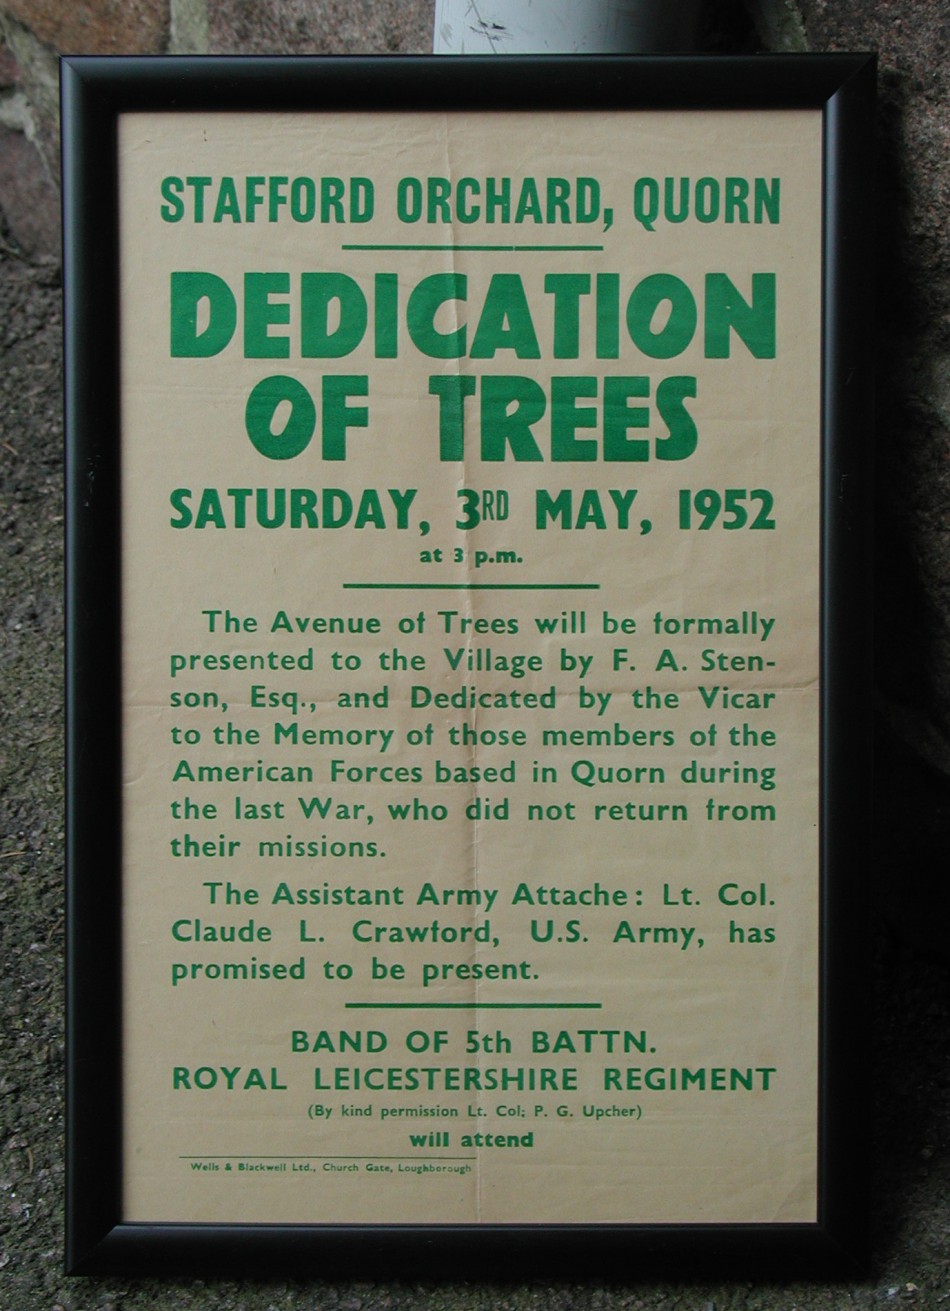 STAFFORD ORCHARD, QUORN
DEDICATION
OF TREES
SATURDAY, 3RD MAY, 1952
at 3 p.m.
The Avenue of Trees will be formally
presented to the Village by F. A. Sten-
son, Esq., and Dedicated by the Vicar
to the Memory of those members of the
American Forces based in Quorn during
the last War, who did not return from
their missions.
The Assistant Army Attache: Lt. Col.
Claude L. Crawford, U.S. Army, has
promised to be present.
BAND OF 5th BATTN.
ROYAL LEICESTERSHIRE REGIMENT
(By kind permission Lt. Col; P. G. Upcher)
will attend
Wells & Blackwell Ltd., Church Gate, Loughborough